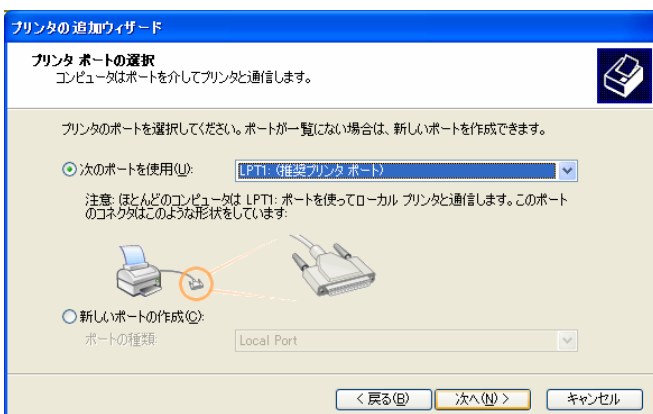 プリンタの追加ウィザード
プリンタ ポートの選択
コンピュータはポートを介してプリンタと通信します。
プリンタのポートを選択してください。ポートが一覧にない場合は、新しいポートを作成できます。
次のポートを使用(U):
LPT1: (推奨プリンタ ポート)
注意: ほとんどのコンピュータは LPT1: ポートを使ってローカル プリンタと通信します。このポート
のコネクタはこのような形状をしています:
新しいポートの作成(C):
ポートの種類:
Local Port
< 戻る(B)
次へ(N) >
キャンセル